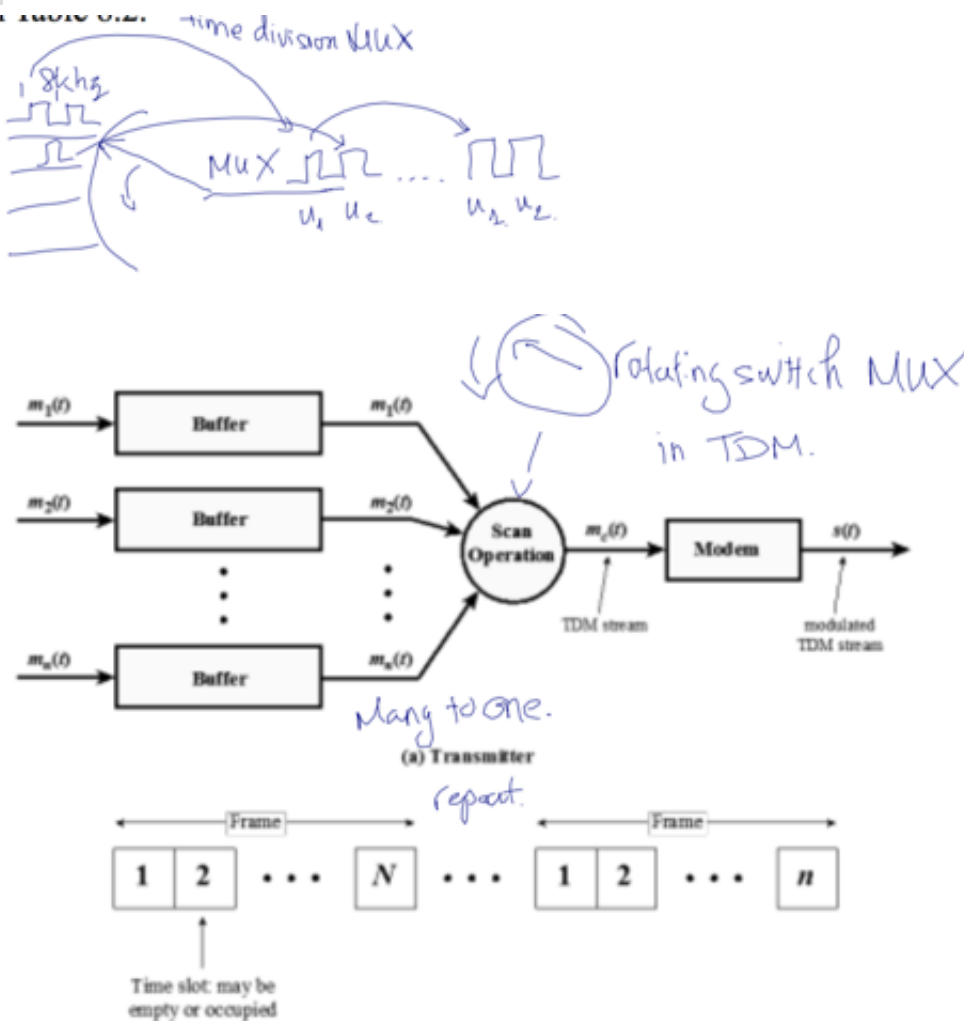 Table 8.2.
time division MUX
8khz
MUX
....
u1 u2
u1 u2
rotating switch MUX
in TDM.
m1(t)
Buffer
m1(t)
m2(t)
Buffer
m2(t)
Scan
Operation
mc(t)
Modem
s(t)
TDM stream
modulated
TDM stream
mn(t)
Buffer
mn(t)
Many to one.
(a) Transmitter
repeat.
Frame
Frame
1 2 • • • N • • • 1 2 • • • n
Time slot: may be
empty or occupied